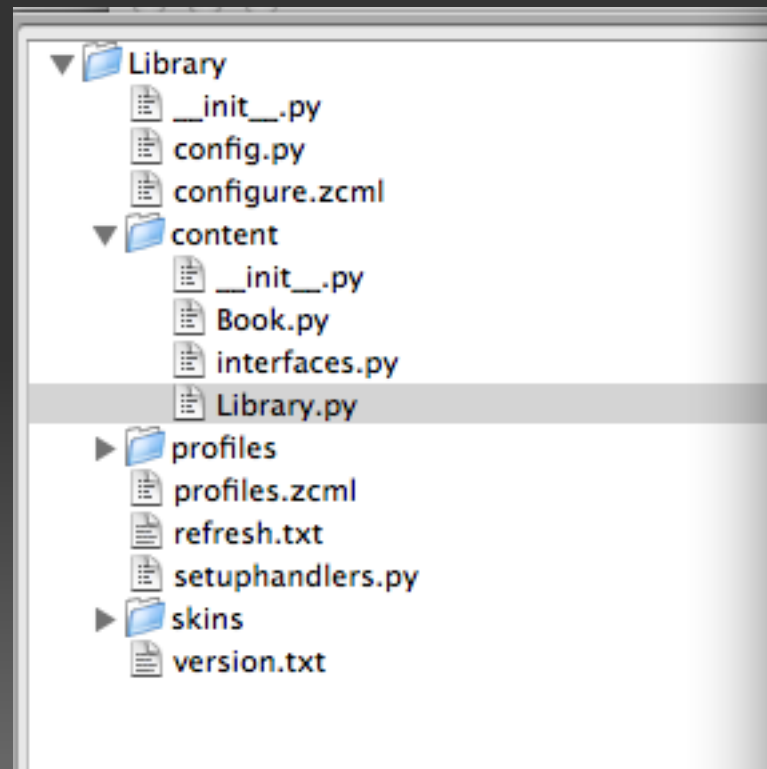 Library
__init__.py
config.py
configure.zcml
content
__init__.py
Book.py
interfaces.py
Library.py
profiles
profiles.zcml
refresh.txt
setuphandlers.py
skins
version.txt